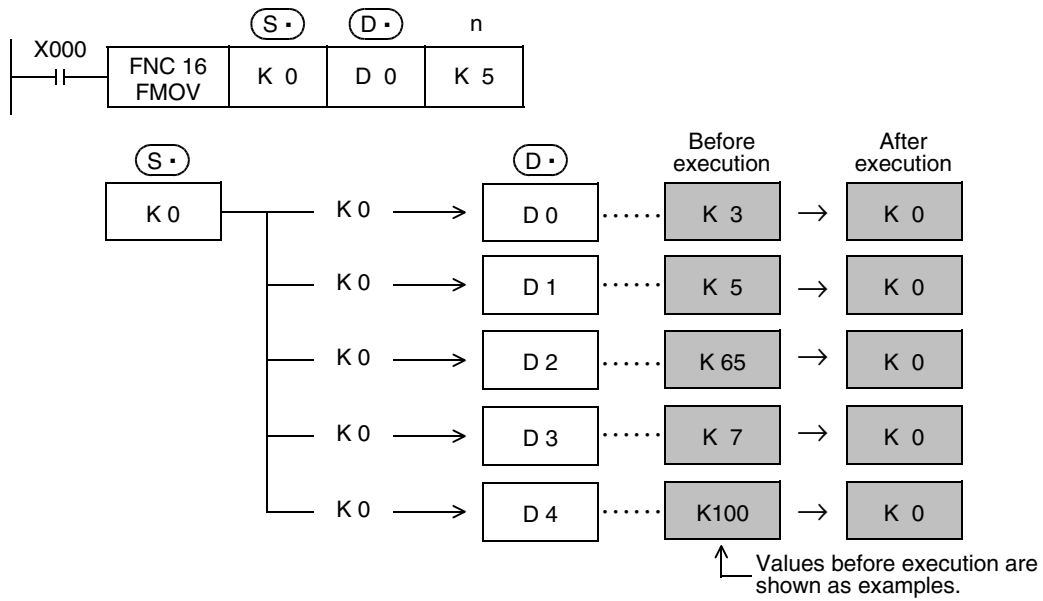 S· D· n
X000
FNC 16 FMOV K 0 D 0 K 5
S· D· Before execution After execution
K 0 K 0 D 0 ...... K 3 → K 0
K 0 D 1 ...... K 5 → K 0
K 0 D 2 ...... K 65 → K 0
K 0 D 3 ...... K 7 → K 0
K 0 D 4 ...... K100 → K 0
Values before execution are
shown as examples.